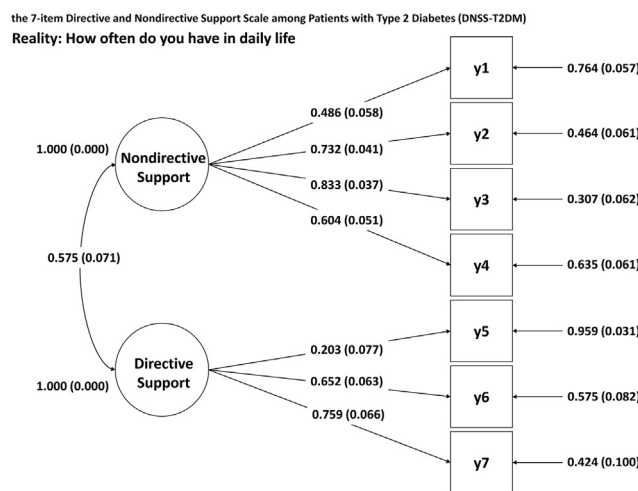 the 7-item Directive and Nondirective Support Scale among Patients with Type 2 Diabetes (DNSS-T2DM)
Reality: How often do you have in daily life
y1
0.764 (0.057)
0.486 (0.058)
y2
0.464 (0.061)
0.732 (0.041)
1.000 (0.000)
Nondirective
Support
0.833 (0.037)
y3
0.307 (0.062)
0.604 (0.051)
0.575 (0.071)
y4
0.635 (0.061)
y5
0.959 (0.031)
0.203 (0.077)
Directive
Support
1.000 (0.000)
0.652 (0.063)
y6
0.575 (0.082)
0.759 (0.066)
y7
0.424 (0.100)